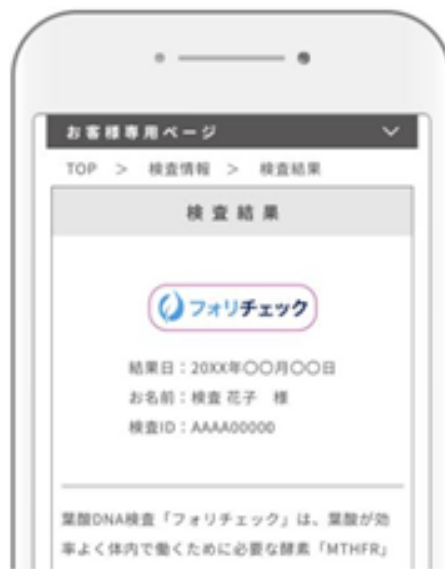 お客様専用ページ
TOP > 検査情報 > 検査結果
検査結果
フォリチェック
結果日：20XX年〇〇月〇〇日
お名前：検査 花子 様
検査ID：AAAA00000
葉酸DNA検査「フォリチェック」は、葉酸が効
率よく体内で働くために必要な酵素「MTHFR」